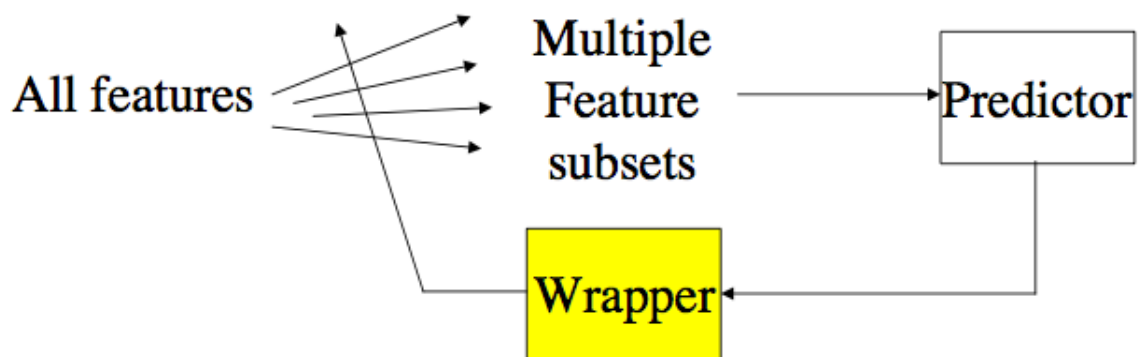 All features
Multiple
Feature
subsets
Predictor
Wrapper